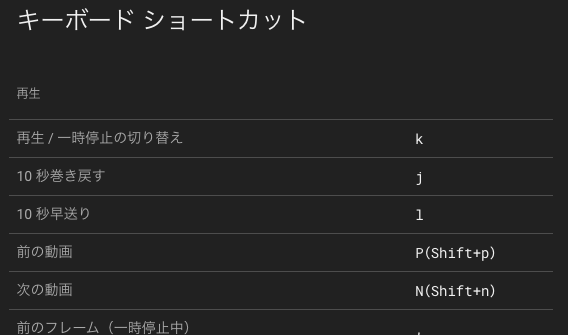 キーボード ショートカット
再生
再生 / 一時停止の切り替え k
10 秒巻き戻す j
10 秒早送り l
前の動画 P(Shift+p)
次の動画 N(Shift+n)
前のフレーム（一時停止中）